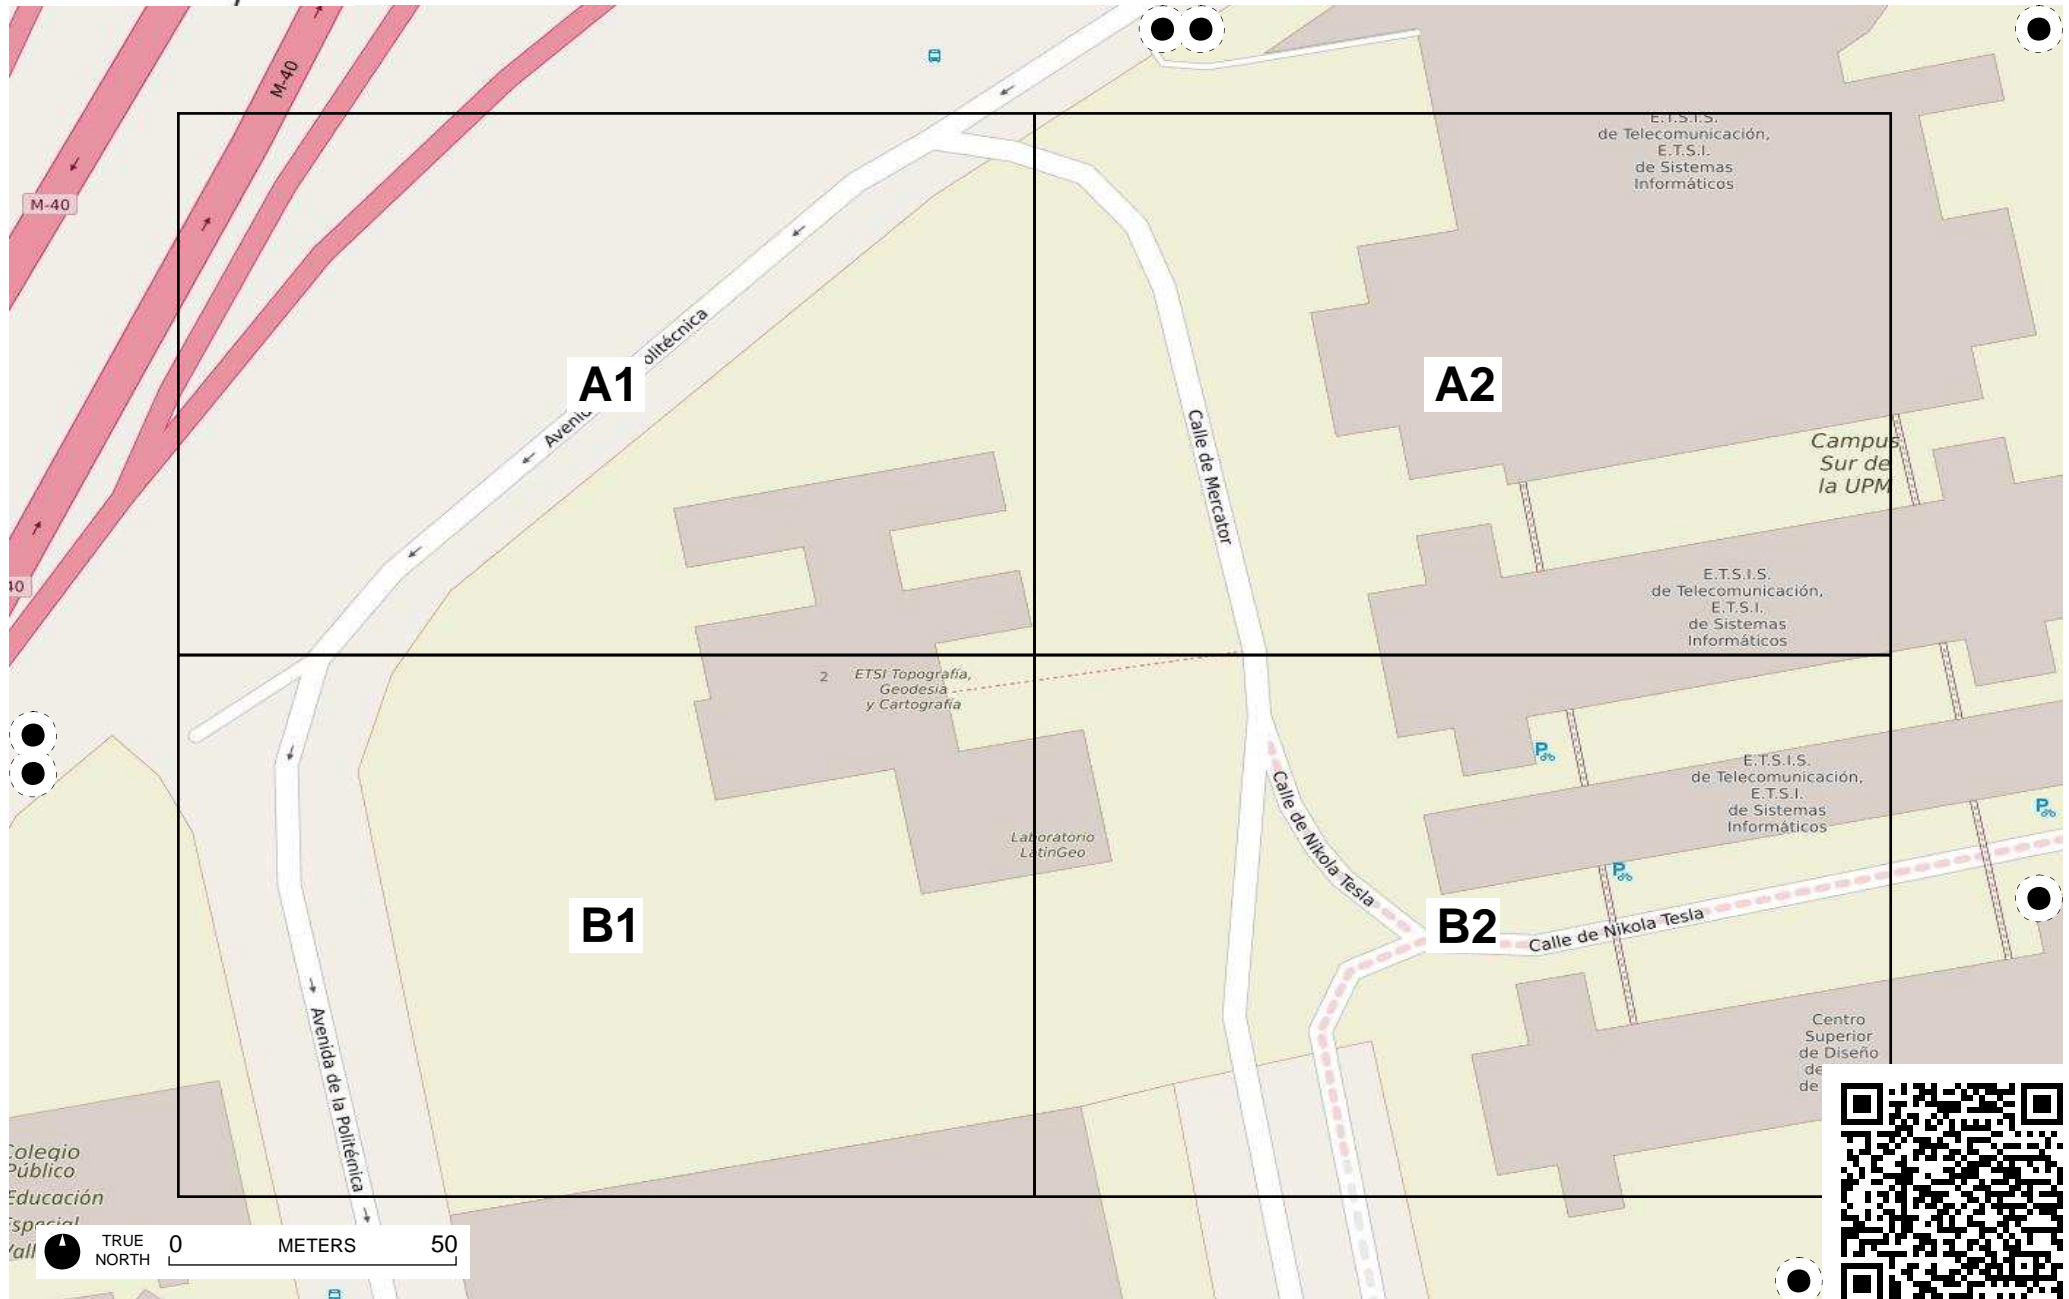 M-40
M-40
E.T.S.I.S.
de Telecomunicación,
E.T.S.I.
de Sistemas
Informáticos
A1
A2
Calle de Mercator
Campus
Sur de
la UPM
40
E.T.S.I.S.
de Telecomunicación,
E.T.S.I.
de Sistemas
Informáticos
2
ETSI Topografía,
Geodesia
y Cartografía
P
E.T.S.I.S.
de Telecomunicación,
E.T.S.I.
de Sistemas
Informáticos
P
Laboratorio
LatinGeo
Calle de Nikola Tesla
P
B1
B2
Calle de Nikola Tesla
Avenida de la Politécnica
Centro
Superior
de Diseño
de
de
Colegio
Público
Educación
Especial
TRUE
NORTH
0 METERS 50